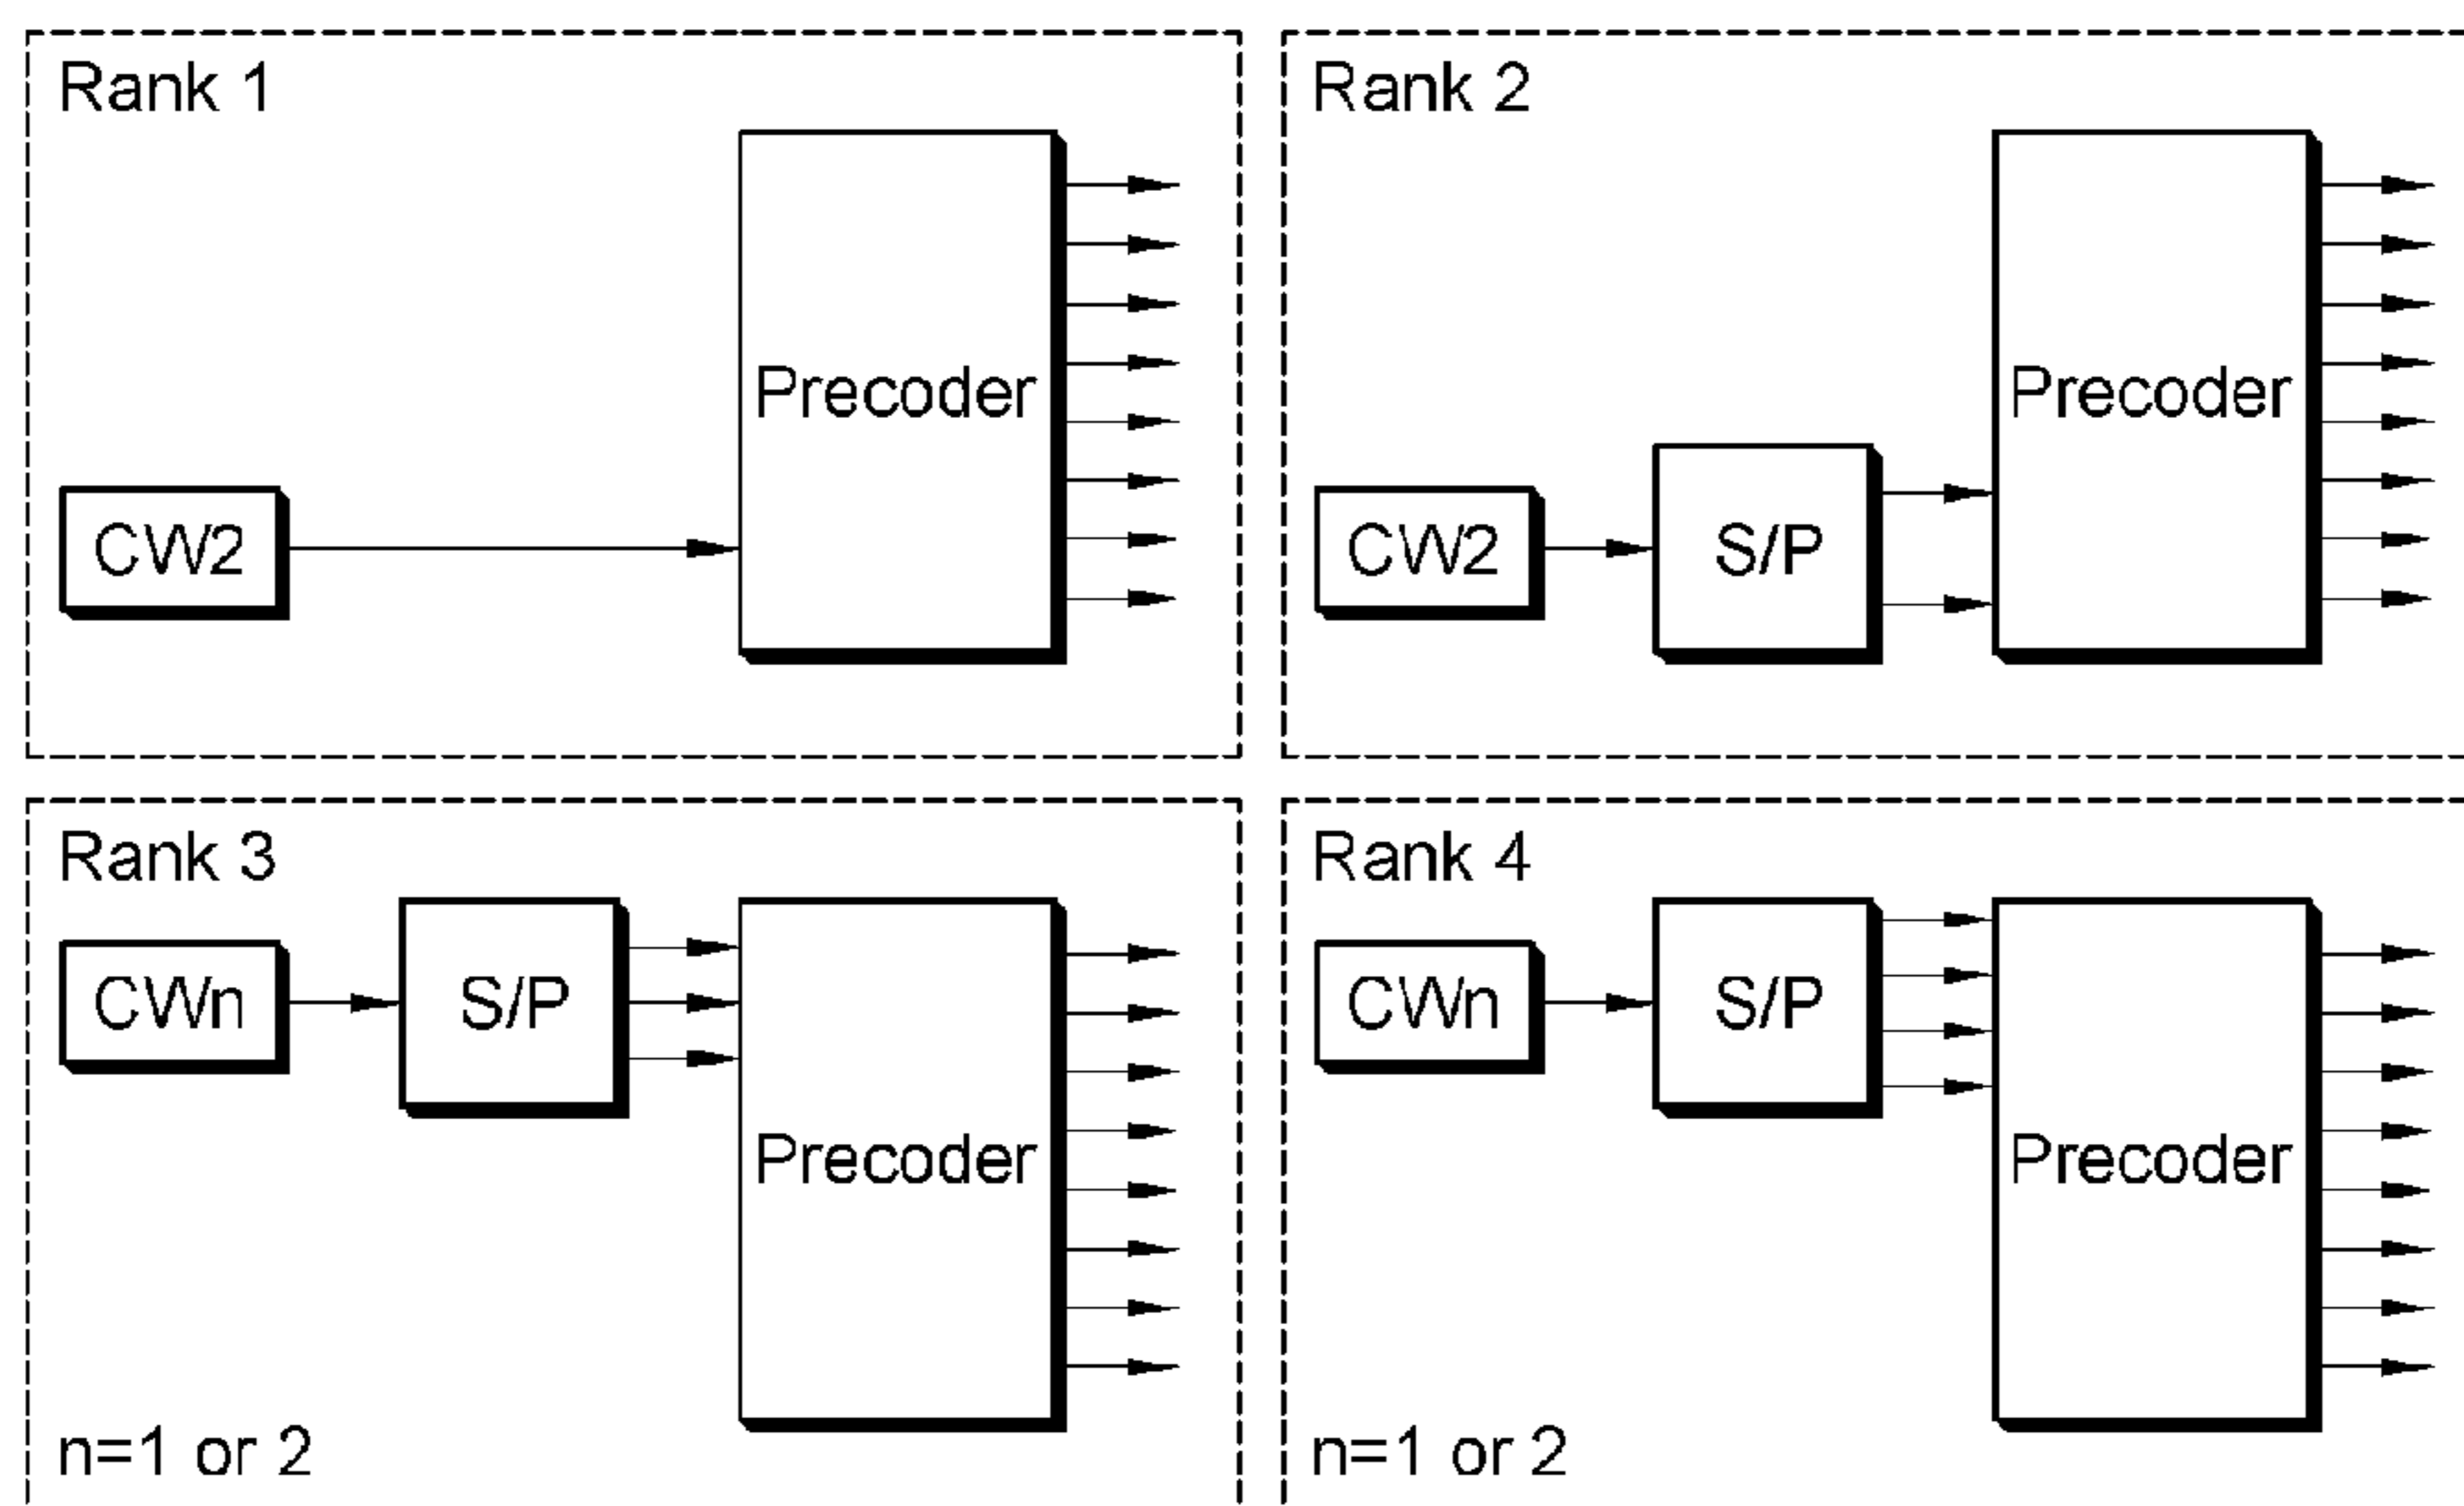 Rank 1
Precoder
CW2
Rank 2
Precoder
CW2
S/P
Rank 3
CWn
S/P
Precoder
n=1 or 2
Rank 4
CWn
S/P
Precoder
n=1 or 2